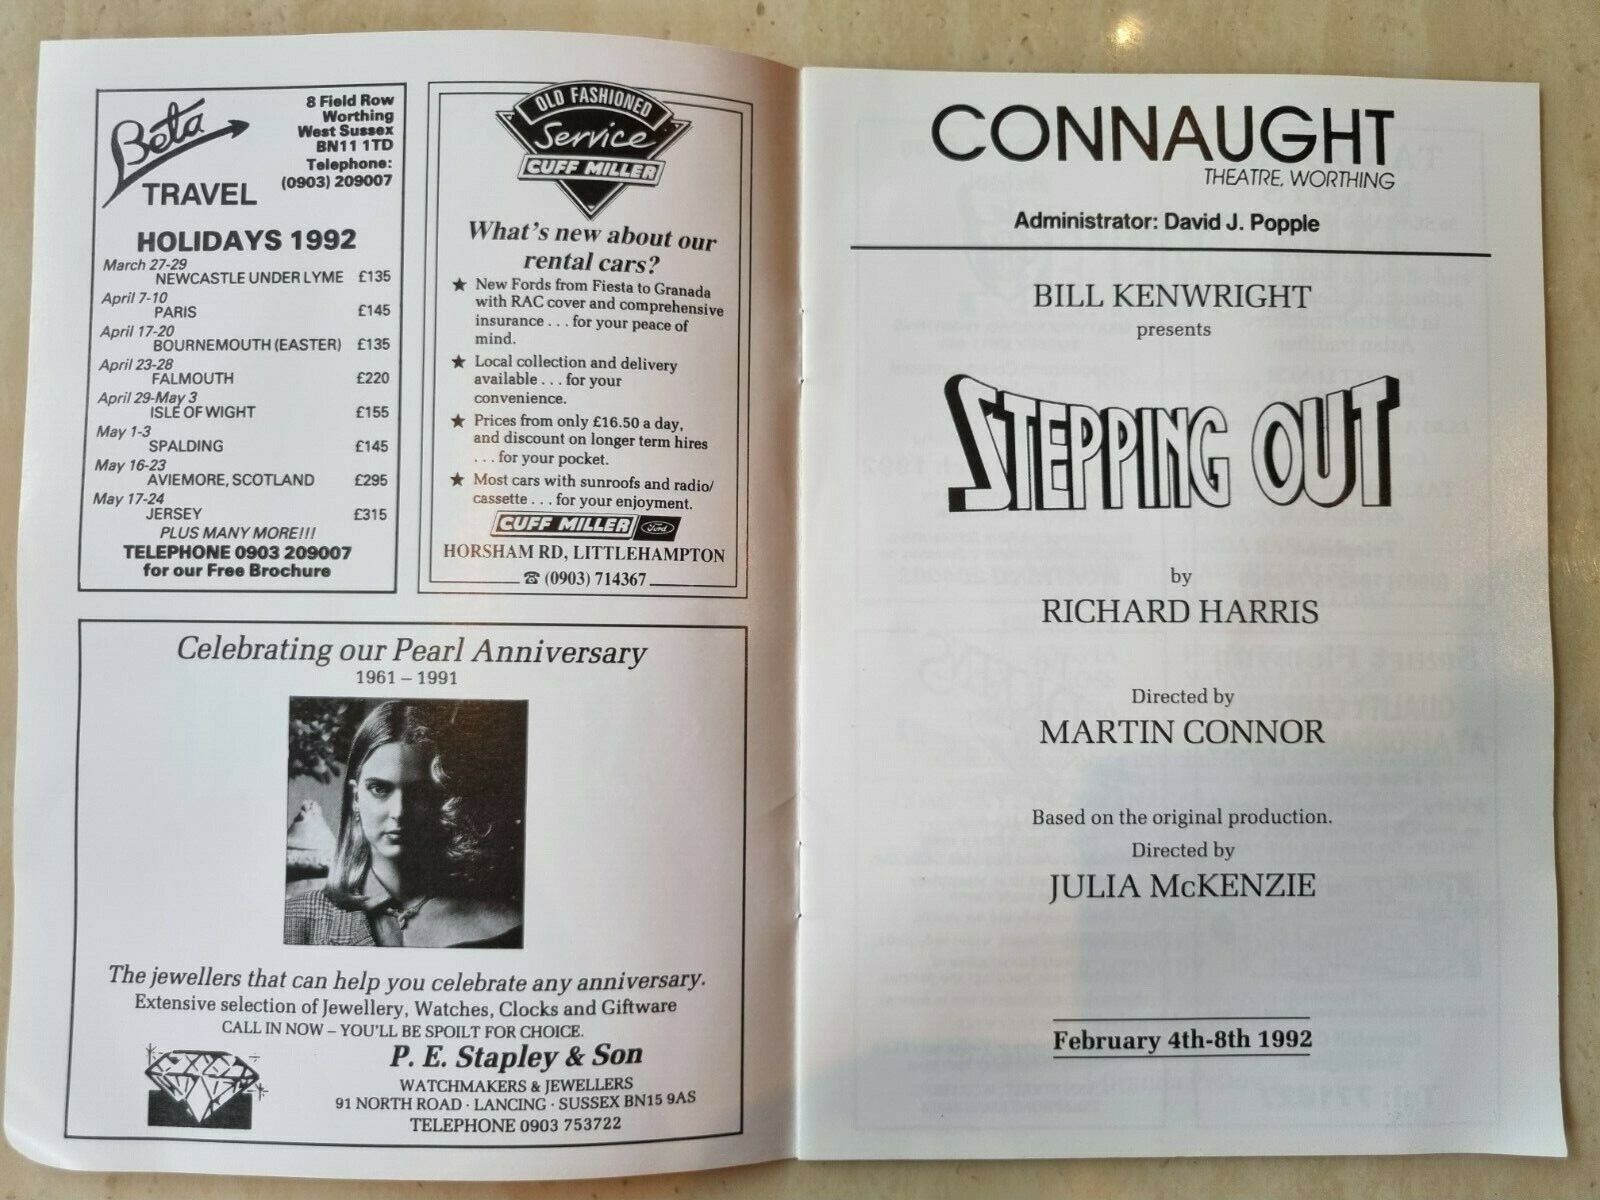 Beta
TRAVEL
8 Field Row
Worthing
West Sussex
BN11 1TD
Telephone:
(0903) 209007
HOLIDAYS 1992
March 27-29
NEWCASTLE UNDER LYME £135
April 7-10
PARIS £145
April 17-20
BOURNEMOUTH (EASTER) £135
April 23-28
FALMOUTH £220
April 29-May 3
ISLE OF WIGHT £155
May 1-3
SPALDING £145
May 16-23
AVIEMORE, SCOTLAND £295
May 17-24
JERSEY £315
PLUS MANY MORE!!!
TELEPHONE 0903 209007
for our Free Brochure
OLD FASHIONED
Service
CUFF MILLER
What's new about our
rental cars?
★ New Fords from Fiesta to Granada
with RAC cover and comprehensive
insurance . . . for your peace of
mind.
★ Local collection and delivery
available . . . for your
convenience.
★ Prices from only £16.50 a day,
and discount on longer term hires
. . . for your pocket.
★ Most cars with sunroofs and radio/
cassette . . . for your enjoyment.
CUFF MILLER Ford
HORSHAM RD, LITTLEHAMPTON
☎ (0903) 714367
Celebrating our Pearl Anniversary
1961 – 1991
The jewellers that can help you celebrate any anniversary.
Extensive selection of Jewellery, Watches, Clocks and Giftware
CALL IN NOW – YOU'LL BE SPOILT FOR CHOICE.
P. E. Stapley & Son
WATCHMAKERS & JEWELLERS
91 NORTH ROAD · LANCING · SUSSEX BN15 9AS
TELEPHONE 0903 753722
CONNAUGHT
THEATRE, WORTHING
Administrator: David J. Popple
BILL KENWRIGHT
presents
STEPPING OUT
by
RICHARD HARRIS
Directed by
MARTIN CONNOR
Based on the original production.
Directed by
JULIA McKENZIE
February 4th-8th 1992